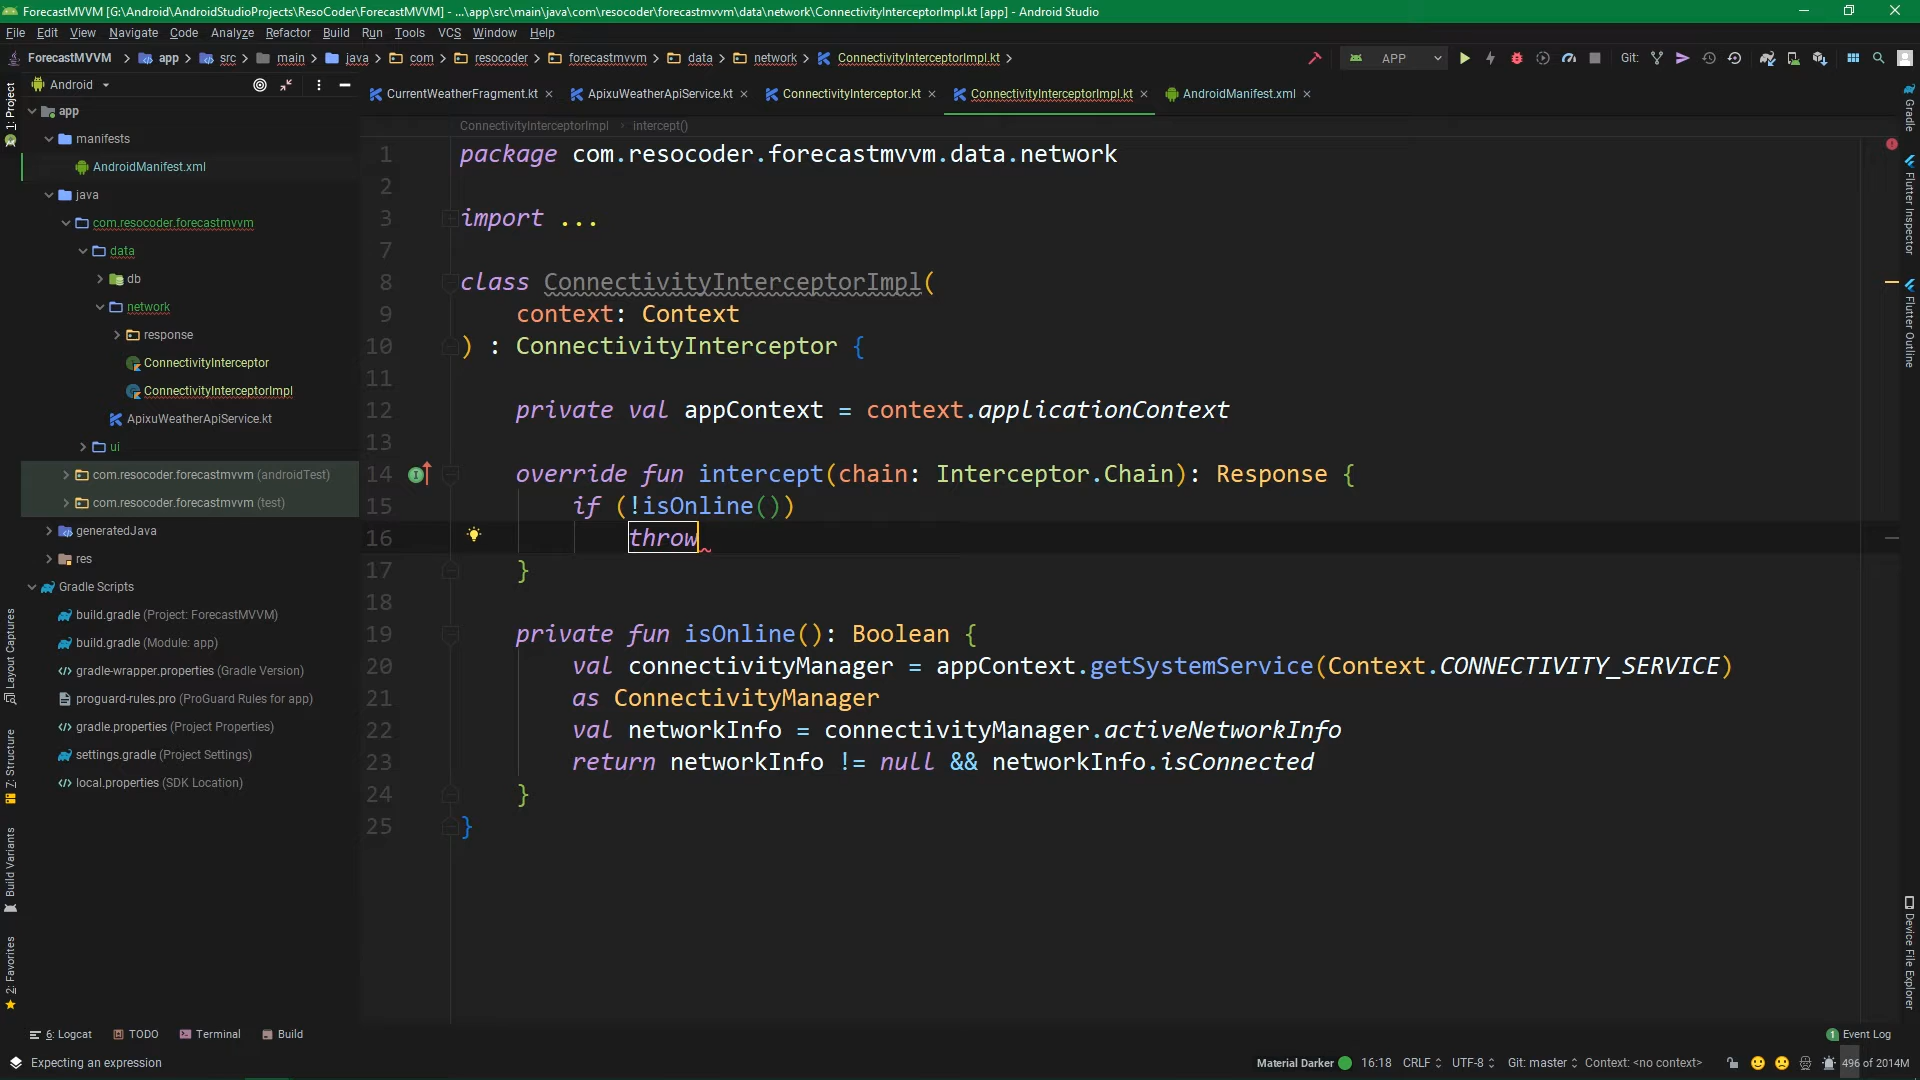 ForecastMVVM [G:\Android\AndroidStudioProjects\ResoCoder\ForecastMVVM] - ...\app\src\main\java\com\resocoder\forecastmvvm\data\network\ConnectivityInterceptorImpl.kt [app] - Android Studio
File Edit View Navigate Code Analyze Refactor Build Run Tools VCS Window Help
ForecastMVVM app src main java com resocoder forecastmvvm data network ConnectivityInterceptorImpl.kt APP Git:
Android
CurrentWeatherFragment.kt ApixuWeatherApiService.kt ConnectivityInterceptor.kt ConnectivityInterceptorImpl.kt AndroidManifest.xml
ConnectivityInterceptorImpl intercept()
1: Project
7: Structure
Layout Captures
Build Variants
2: Favorites
app
manifests
AndroidManifest.xml
java
com.resocoder.forecastmvvm
data
db
network
response
ConnectivityInterceptor
ConnectivityInterceptorImpl
ApixuWeatherApiService.kt
ui
com.resocoder.forecastmvvm (androidTest)
com.resocoder.forecastmvvm (test)
generatedJava
res
Gradle Scripts
build.gradle (Project: ForecastMVVM)
build.gradle (Module: app)
gradle-wrapper.properties (Gradle Version)
proguard-rules.pro (ProGuard Rules for app)
gradle.properties (Project Properties)
settings.gradle (Project Settings)
local.properties (SDK Location)
1 package com.resocoder.forecastmvvm.data.network
2
3 import ...
7
8 class ConnectivityInterceptorImpl(
9 context: Context
10 ) : ConnectivityInterceptor {
11
12 private val appContext = context.applicationContext
13
14 override fun intercept(chain: Interceptor.Chain): Response {
15 if (!isOnline())
16 throw
17 }
18
19 private fun isOnline(): Boolean {
20 val connectivityManager = appContext.getSystemService(Context.CONNECTIVITY_SERVICE)
21 as ConnectivityManager
22 val networkInfo = connectivityManager.activeNetworkInfo
23 return networkInfo != null && networkInfo.isConnected
24 }
25 }
Gradle
Flutter Inspector
Flutter Outline
Device File Explorer
6: Logcat TODO Terminal Build 1 Event Log
Expecting an expression Material Darker 16:18 CRLF UTF-8 Git: master Context: <no context> 496 of 2014M